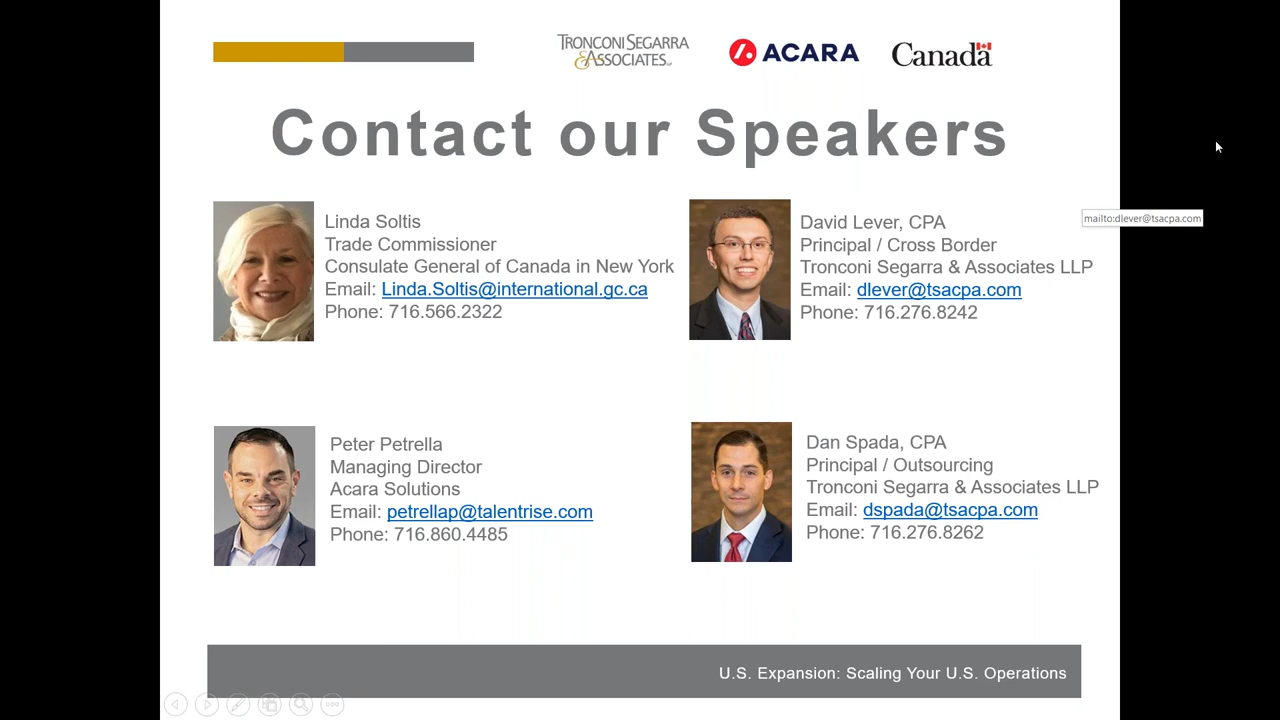 TRONCONI SEGARRA
& ASSOCIATES LLP
ACARA
Canada
Contact our Speakers
Linda Soltis
Trade Commissioner
Consulate General of Canada in New York
Email: Linda.Soltis@international.gc.ca
Phone: 716.566.2322
David Lever, CPA
Principal / Cross Border
Tronconi Segarra & Associates LLP
Email: dlever@tsacpa.com
Phone: 716.276.8242
mailto:dlever@tsacpa.com
Peter Petrella
Managing Director
Acara Solutions
Email: petrellap@talentrise.com
Phone: 716.860.4485
Dan Spada, CPA
Principal / Outsourcing
Tronconi Segarra & Associates LLP
Email: dspada@tsacpa.com
Phone: 716.276.8262
U.S. Expansion: Scaling Your U.S. Operations